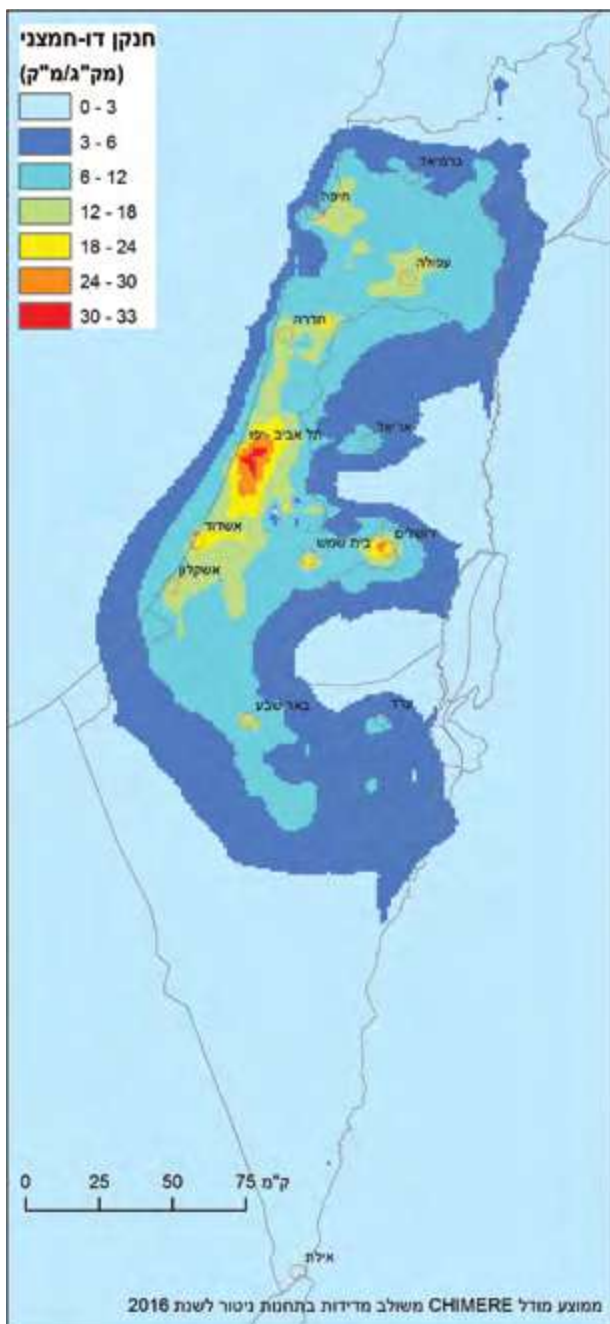 חנקן דו-חמצני
(מק"ג/מ"ק)
0 - 3
3 - 6
6 - 12
12 - 18
18 - 24
24 - 30
30 - 33
כרמיאל
חיפה
עפולה
חדרה
אריאל
תל אביב -יפו
אשדוד
ירושלים
בית שמש
אשקלון
באר שבע
ערד
0 25 50 75 ק"מ
אילת
ממוצע מודל CHIMERE משולב מדידות בתחנות ניטור לשנת 2016